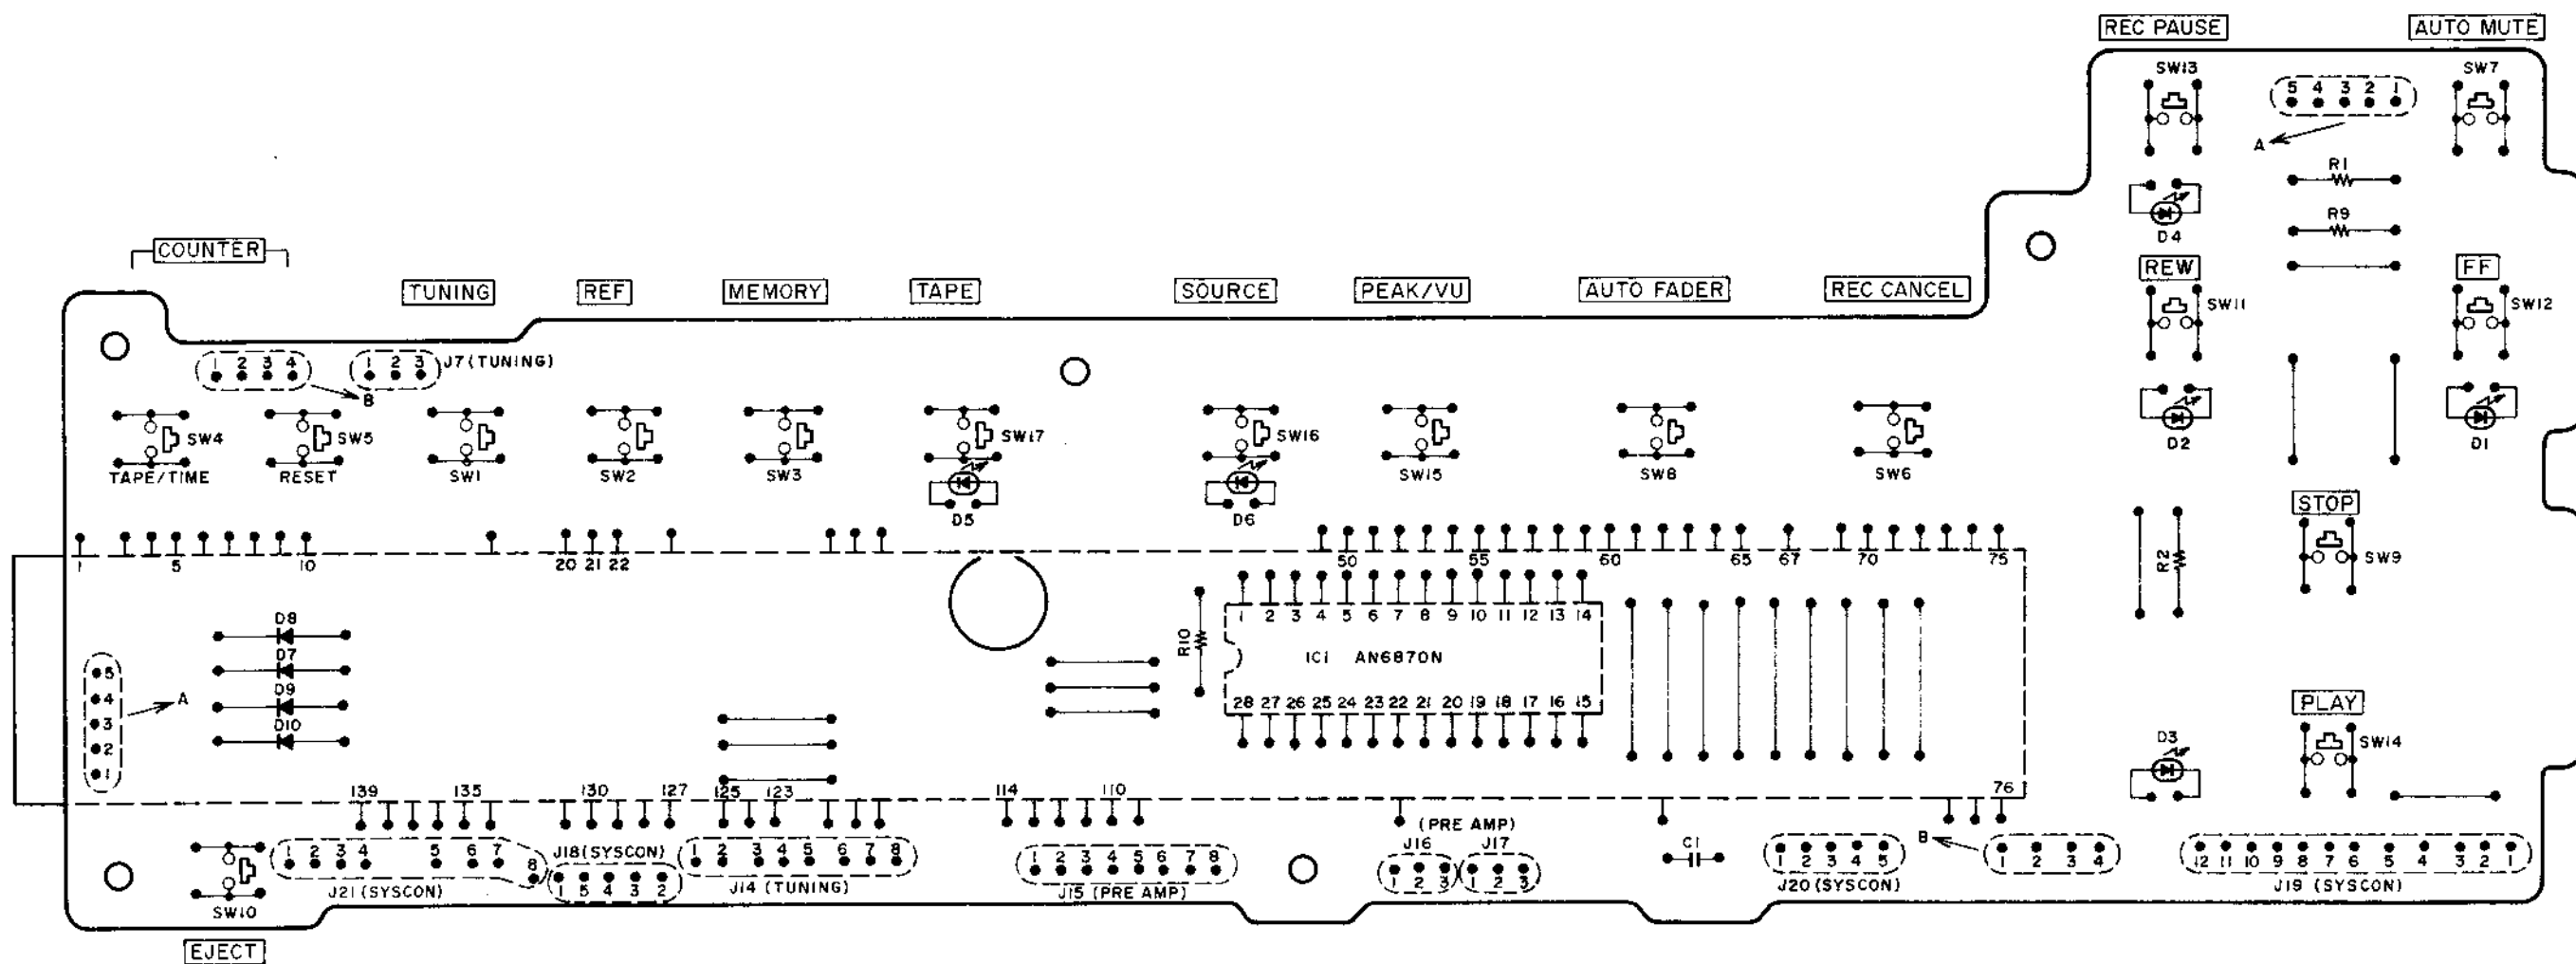 REC PAUSE AUTO MUTE
SW13 SW7
5 4 3 2 1
A
R1
R9
D4
COUNTER
REW FF
TUNING REF MEMORY TAPE SOURCE PEAK/VU AUTO FADER REC CANCEL
SW11 SW12
1 2 3 4 1 2 3 J7 (TUNING)
B
SW4 SW5 SW17 SW16
D2 D1
TAPE/TIME RESET SW1 SW2 SW3 SW15 SW8 SW6
D5 D6
STOP
SW9
R2
1 5 10 20 21 22 50 55 60 65 67 70 75
D8
1 2 3 4 5 6 7 8 9 10 11 12 13 14
R10
D7
IC1 AN6870N
5
4
3
2
1
A
D9
D10
28 27 26 25 24 23 22 21 20 19 18 17 16 15
PLAY
D3
SW14
139 135 130 127 125 123 114 110 76
(PRE AMP)
B
J18 (SYSCON) J16 J17 C1
1 2 3 4 5 6 7 8
1 5 4 3 2
1 2 3 4 5 6 7 8
1 2 3 4 5 6 7 8
1 2 3 1 2 3
1 2 3 4 5
1 2 3 4
12 11 10 9 8 7 6 5 4 3 2 1
J21 (SYSCON) J14 (TUNING) J15 (PRE AMP) J20 (SYSCON) J19 (SYSCON)
SW10
EJECT